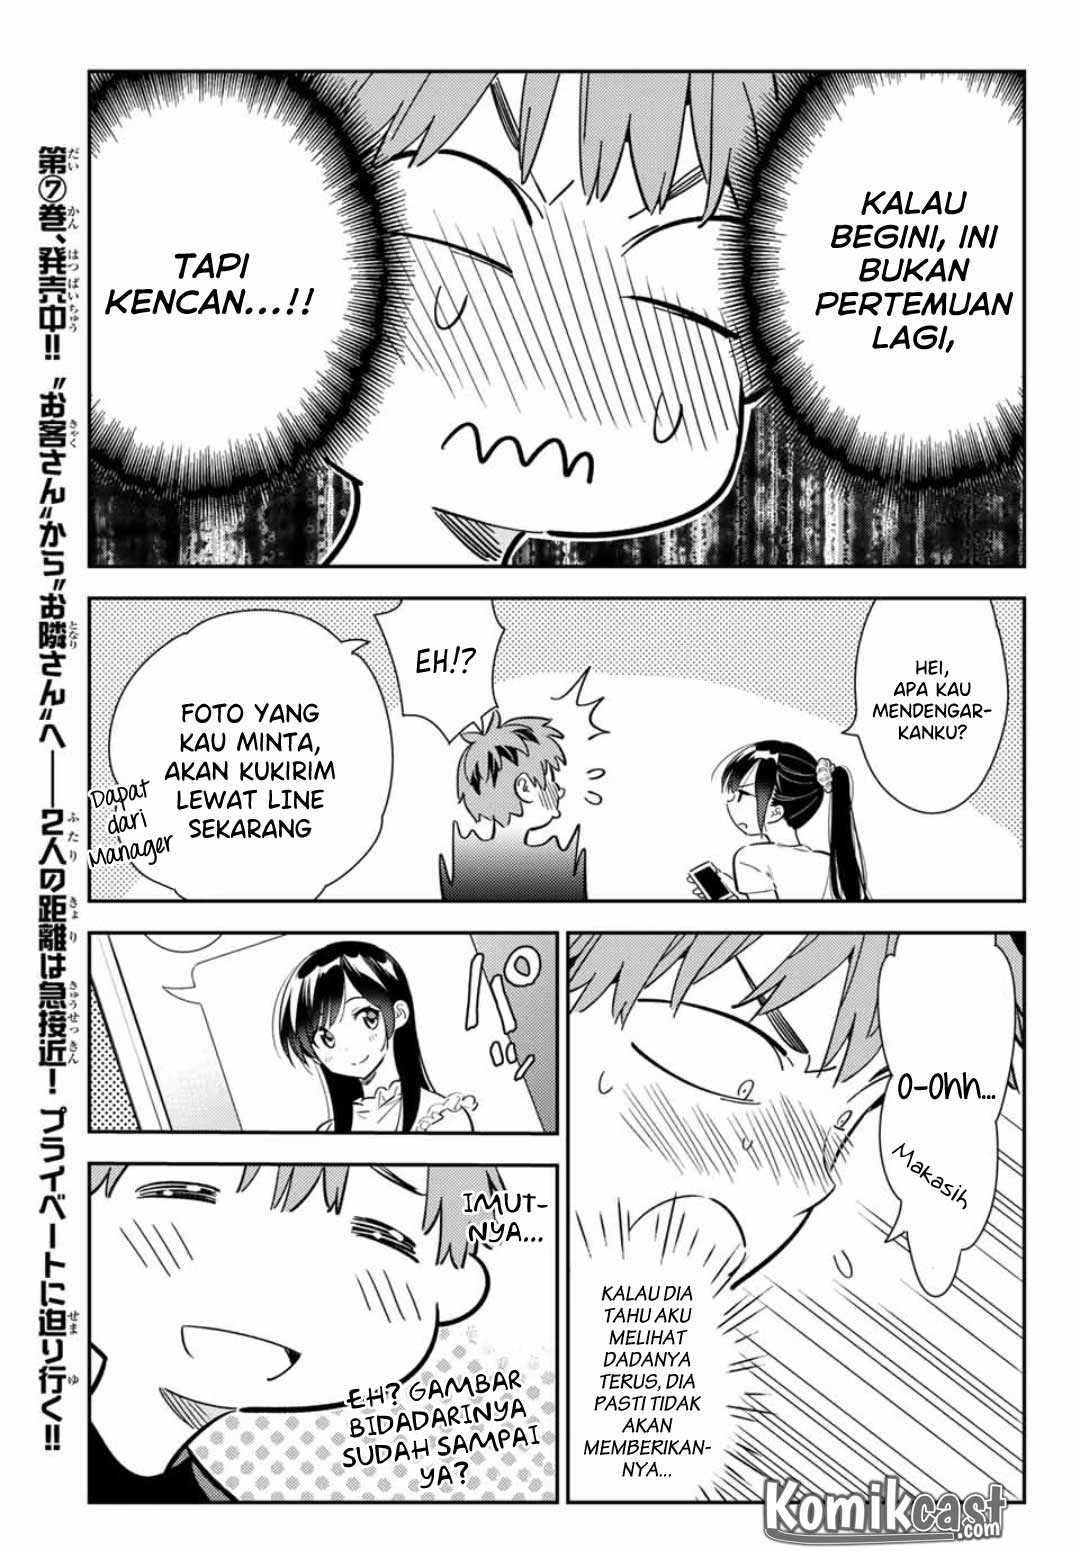 KALAU
BEGINI, INI
BUKAN
PERTEMUAN
LAGI,
TAPI
KENCAN...!!
HEI,
APA KAU
MENDENGAR-
KANKU?
EH!?
FOTO YANG
KAU MINTA,
AKAN KUKIRIM
LEWAT LINE
SEKARANG
Dapat
dari
Manager
O-Ohh...
Makasih
KALAU DIA
TAHU AKU
MELIHAT
DADANYA
TERUS, DIA
PASTI TIDAK
AKAN
MEMBERIKAN-
NYA...
IMUT-
NYA...
EH? GAMBAR
BIDADARINYA
SUDAH SAMPAI
YA?
第⑦巻、発売中!! “お客さん”から“お隣さん”へ――2人の距離は急接近! プライベートに迫り行く!!
Komikcast
.com